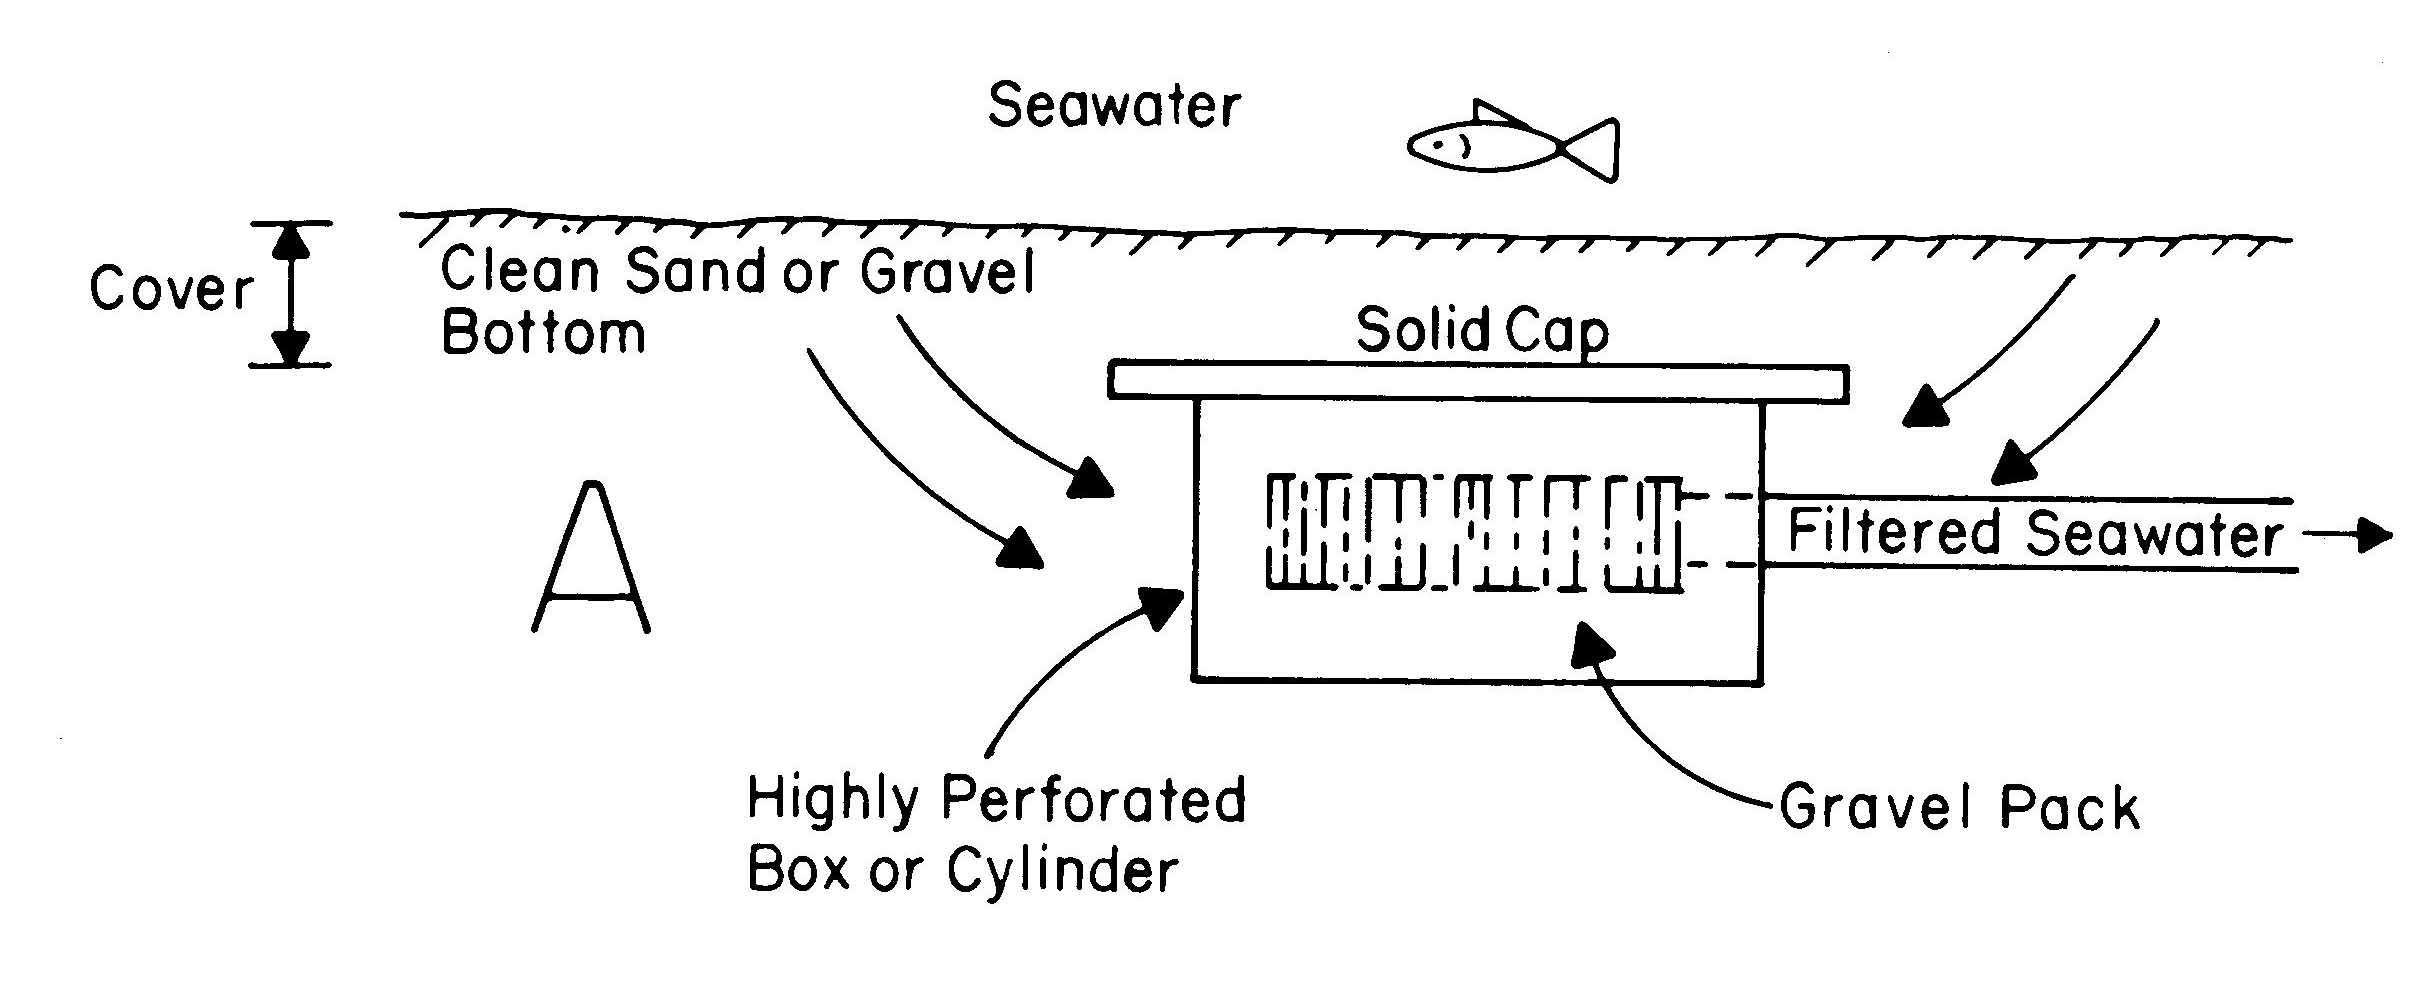 Seawater
Cover
Clean Sand or Gravel
Bottom
Solid Cap
Filtered Seawater
A
Highly Perforated
Box or Cylinder
Gravel Pack